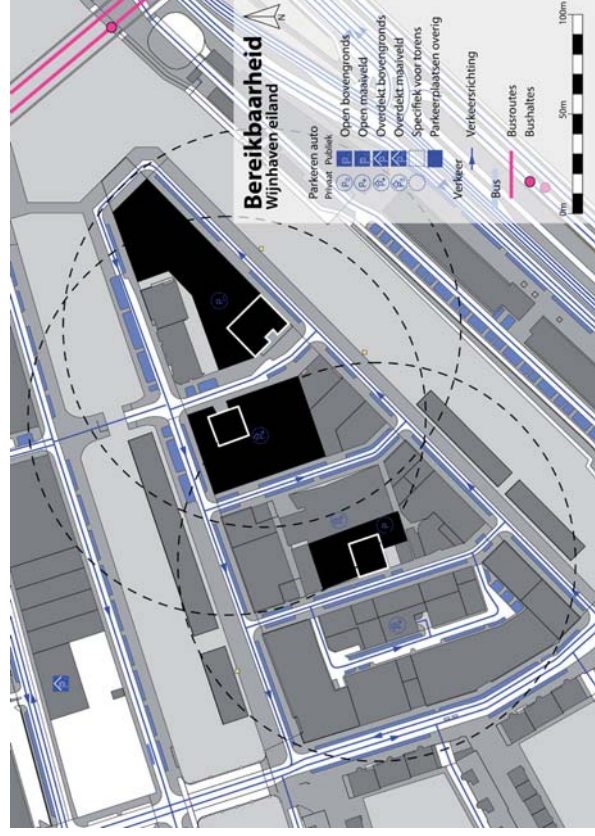 Bereikbaarheid
Wijnhaven eiland
N
Parkeren auto
Privaat Publiek
P P Open bovengronds
P P Open maaiveld
P P Overdekt bovengronds
P P Overdekt maaiveld
Specifiek voor torens
Parkeerplaatsen overig
Verkeer
Verkeersrichting
Bus
Busroutes
Bushaltes
0m 50m 100m
P
P
P
P
P
P